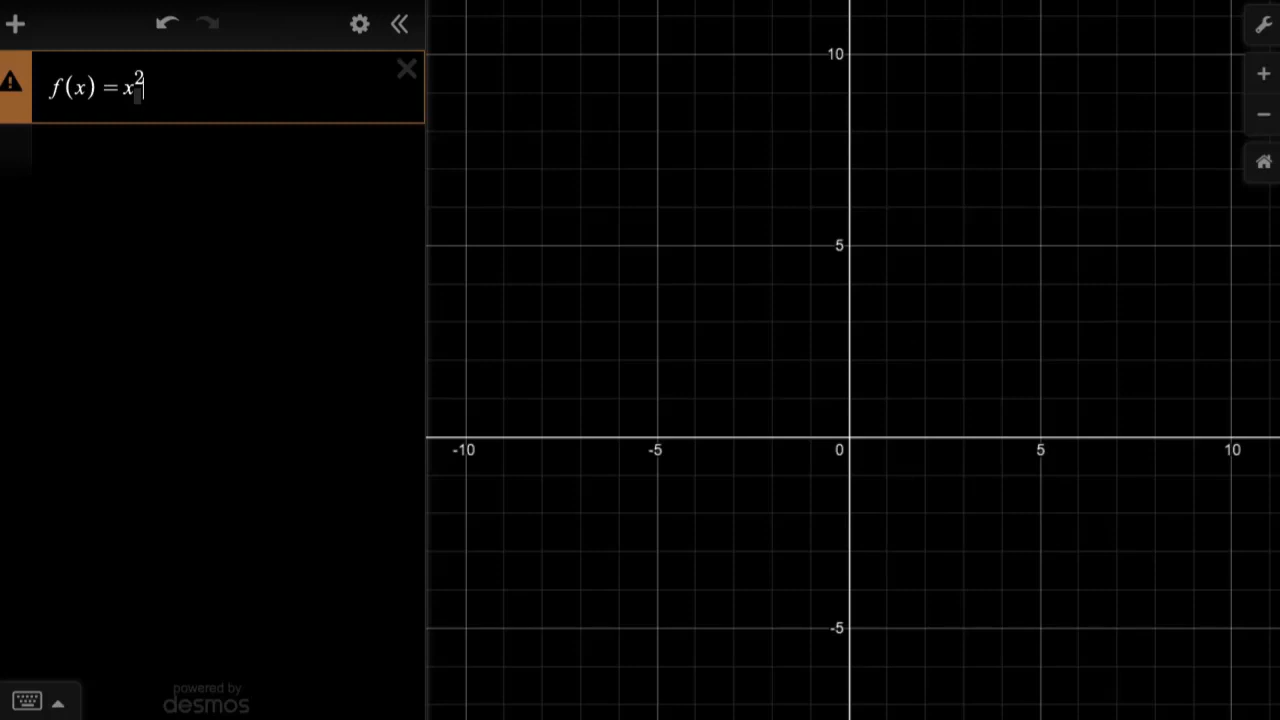 f(x) = x²
10
5
-10 -5 0 5 10
-5
powered by
desmos